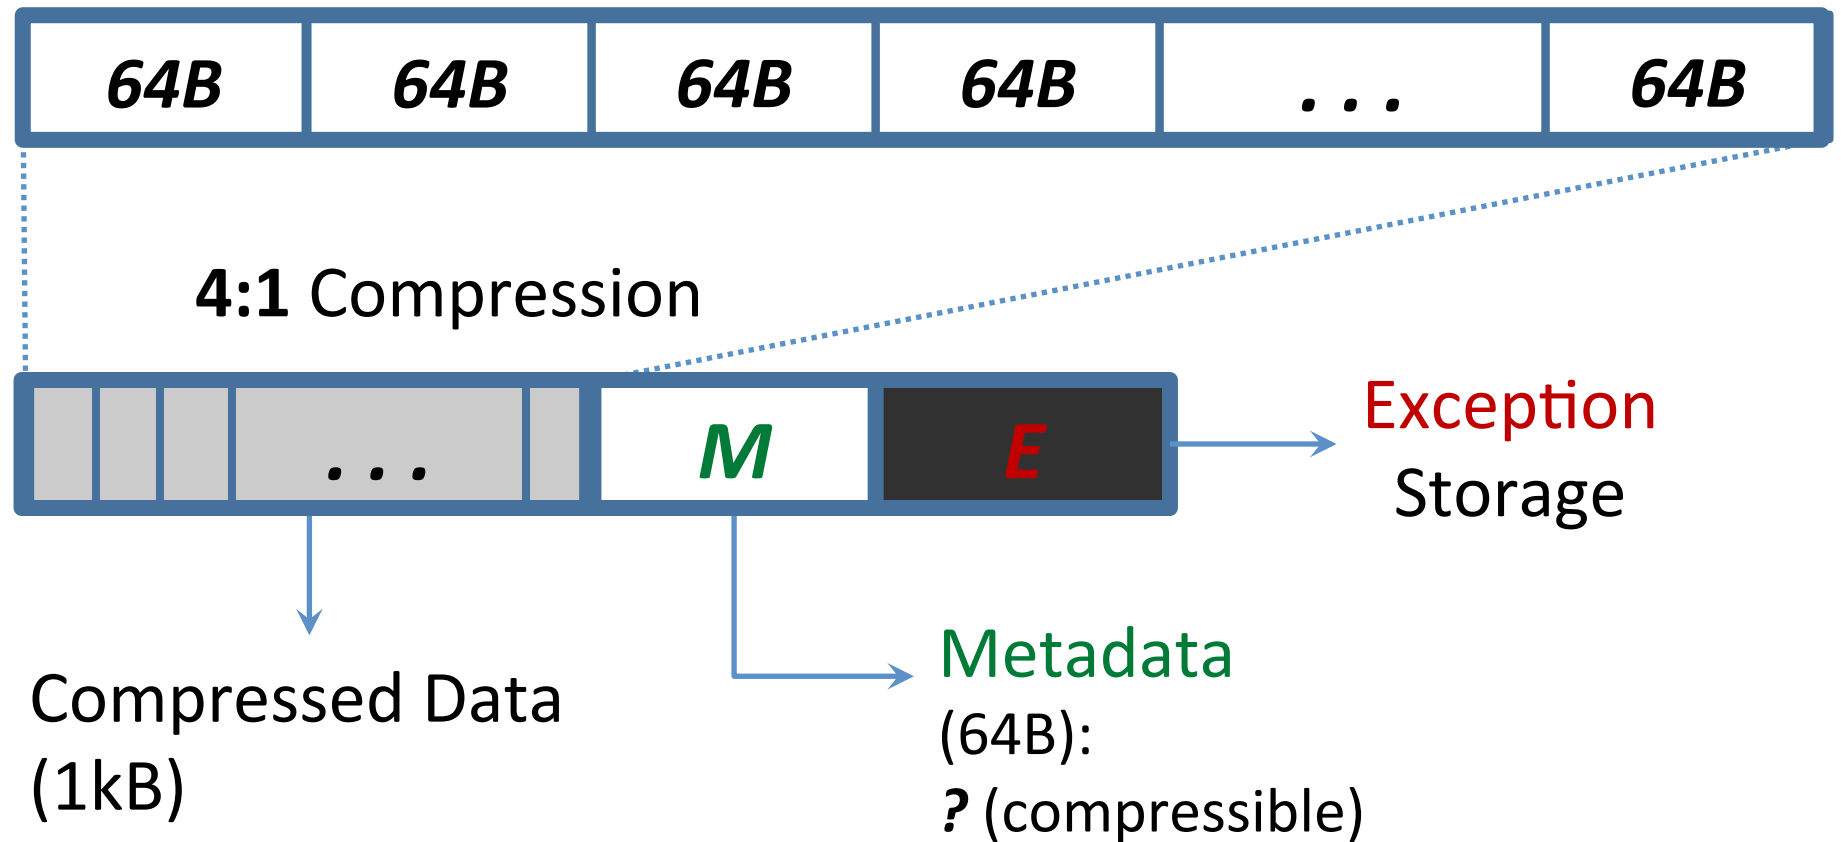 64B 64B 64B 64B . . . 64B
4:1 Compression
. . . M E
Exception
Storage
Compressed Data
(1kB)
Metadata
(64B):
? (compressible)